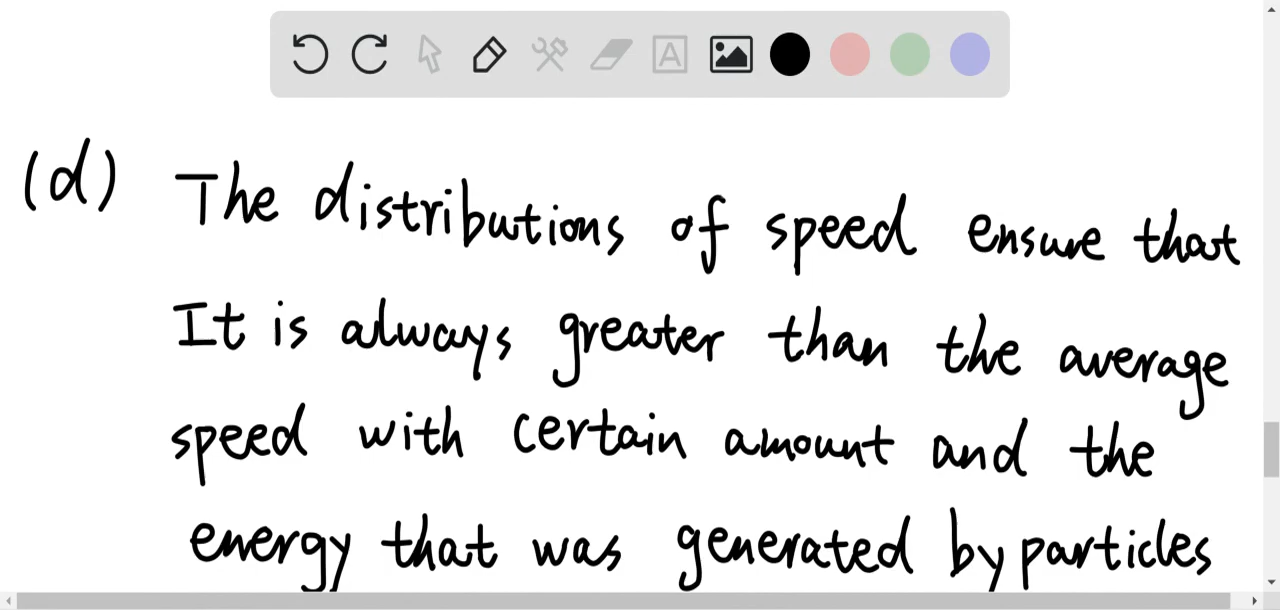 A
(d) The distributions of speed ensure that
It is always greater than the average
speed with certain amount and the
energy that was generated by particles